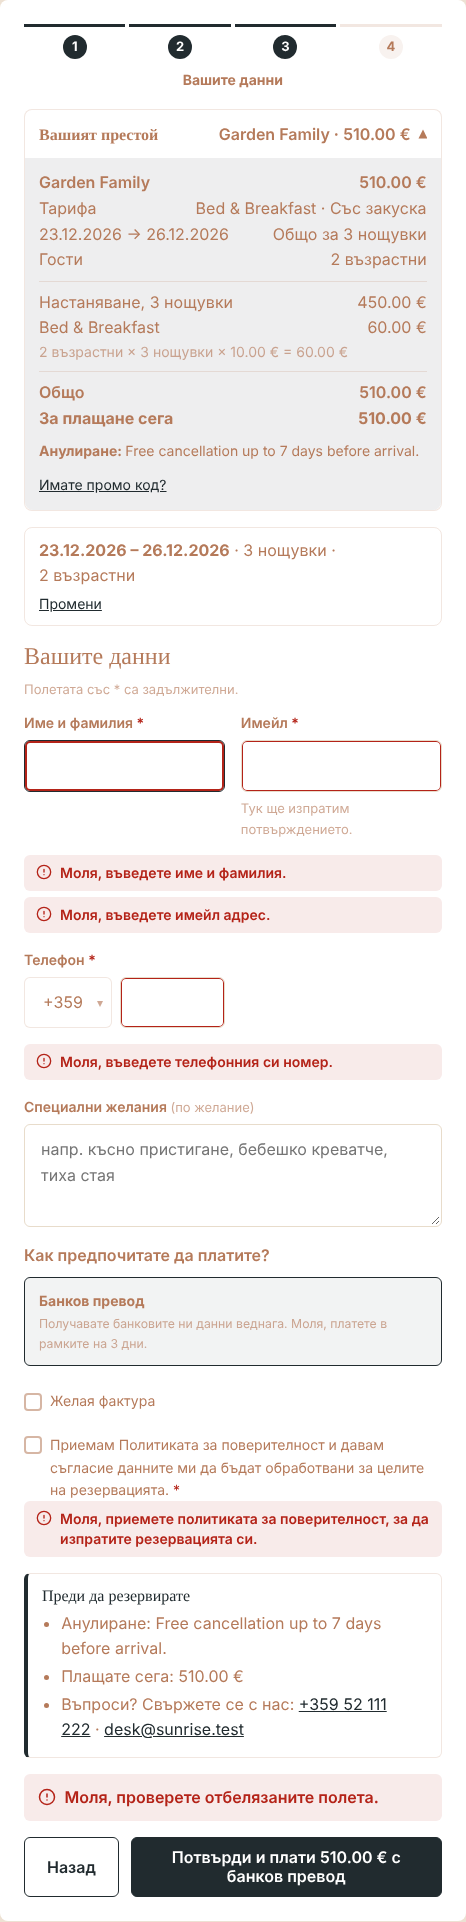 1 2 3 4
Вашите данни
Вашият престой Garden Family · 510.00 € ▲
Garden Family 510.00 €
Тарифа Bed & Breakfast · Със закуска
23.12.2026 → 26.12.2026 Общо за 3 нощувки
Гости 2 възрастни
Настаняване, 3 нощувки 450.00 €
Bed & Breakfast 60.00 €
2 възрастни × 3 нощувки × 10.00 € = 60.00 €
Общо 510.00 €
За плащане сега 510.00 €
Анулиране: Free cancellation up to 7 days before arrival.
Имате промо код?
23.12.2026 – 26.12.2026 · 3 нощувки ·
2 възрастни
Промени
Вашите данни
Полетата със * са задължителни.
Име и фамилия * Имейл *
Тук ще изпратим
потвърждението.
Моля, въведете име и фамилия.
Моля, въведете имейл адрес.
Телефон *
+359 ▾
Моля, въведете телефонния си номер.
Специални желания (по желание)
напр. късно пристигане, бебешко креватче,
тиха стая
Как предпочитате да платите?
Банков превод
Получавате банковите ни данни веднага. Моля, платете в
рамките на 3 дни.
Желая фактура
Приемам Политиката за поверителност и давам
съгласие данните ми да бъдат обработвани за целите
на резервацията. *
Моля, приемете политиката за поверителност, за да
изпратите резервацията си.
Преди да резервирате
• Анулиране: Free cancellation up to 7 days
before arrival.
• Плащате сега: 510.00 €
• Въпроси? Свържете се с нас: +359 52 111
222 · desk@sunrise.test
Моля, проверете отбелязаните полета.
Назад Потвърди и плати 510.00 € с
банков превод